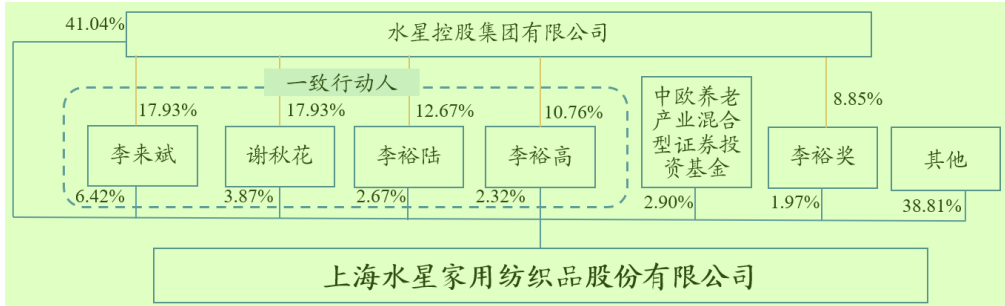 41.04%
水星控股集团有限公司
一致行动人
17.93%
17.93%
12.67%
10.76%
8.85%
李来斌
谢秋花
李裕陆
李裕高
中欧养老
产业混合
型证券投
资基金
李裕奖
其他
6.42%
3.87%
2.67%
2.32%
2.90%
1.97%
38.81%
上海水星家用纺织品股份有限公司